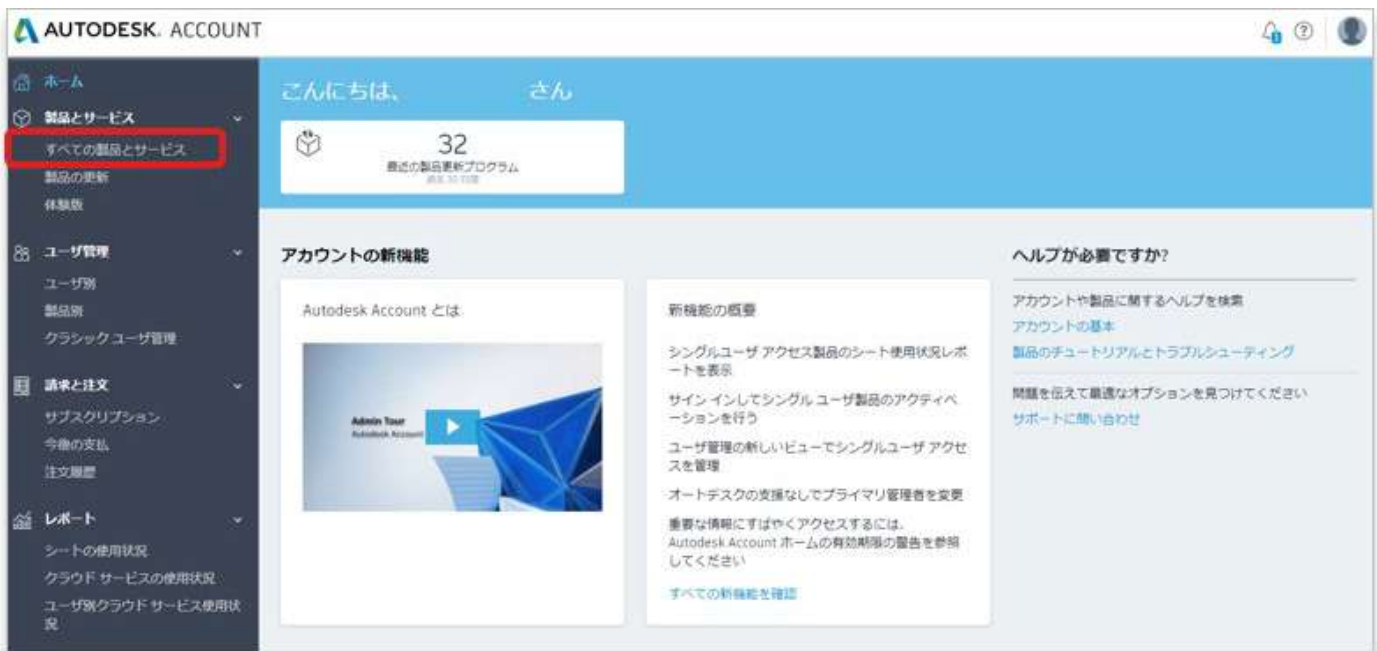 AUTODESK. ACCOUNT
ホーム
製品とサービス
すべての製品とサービス
製品の更新
体験版
ユーザ管理
ユーザ別
製品別
クラシック ユーザ管理
請求と注文
サブスクリプション
今後の支払
注文履歴
レポート
シートの使用状況
クラウド サービスの使用状況
ユーザ別クラウド サービス使用状
況
こんにちは、 さん
32
最近の製品更新プログラム
過去 30 日間
アカウントの新機能
Autodesk Account とは
Admin Tour
Autodesk Account
新機能の概要
シングルユーザ アクセス製品のシート使用状況レポ
ートを表示
サイン インしてシングル ユーザ製品のアクティベ
ーションを行う
ユーザ管理の新しいビューでシングルユーザ アクセ
スを管理
オートデスクの支援なしでプライマリ管理者を変更
重要な情報にすばやくアクセスするには、
Autodesk Account ホームの有効期限の警告を参照
してください
すべての新機能を確認
ヘルプが必要ですか?
アカウントや製品に関するヘルプを検索
アカウントの基本
製品のチュートリアルとトラブルシューティング
問題を伝えて最適なオプションを見つけてください
サポートに問い合わせ